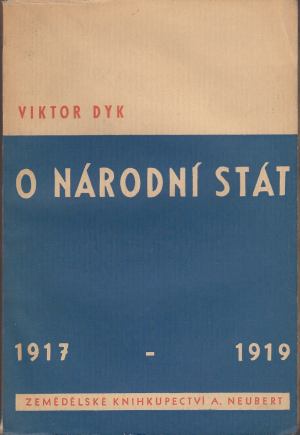 VIKTOR DYK
O NÁRODNÍ STÁT
1917 - 1919
ZEMĚDĚLSKÉ KNIHKUPECTVÍ A. NEUBERT